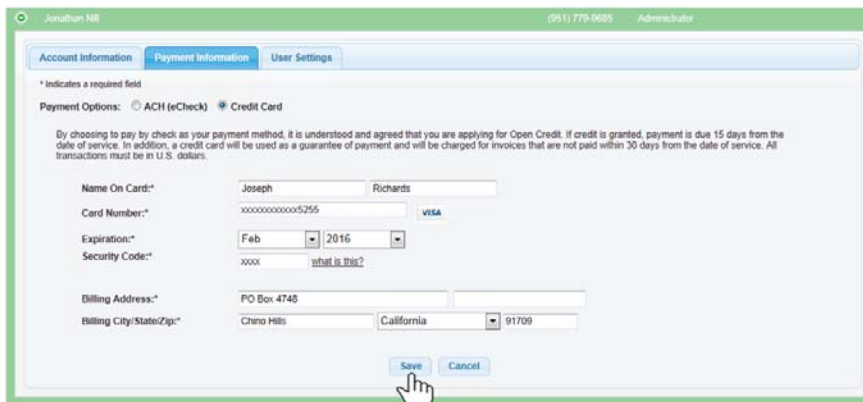 Jonathan Nill (951) 779-9685 Administrator
Account Information Payment Information User Settings
* Indicates a required field
Payment Options: ACH (eCheck) Credit Card
By choosing to pay by check as your payment method, it is understood and agreed that you are applying for Open Credit. If credit is granted, payment is due 15 days from the
date of service. In addition, a credit card will be used as a guarantee of payment and will be charged for invoices that are not paid within 30 days from the date of service. All
transactions must be in U.S. dollars.
Name On Card:* Joseph Richards
Card Number:* xxxxxxxxxxxx5255 VISA
Expiration:* Feb 2016
Security Code:* xxxx what is this?
Billing Address:* PO Box 4748
Billing City/State/Zip:* Chino Hills California 91709
Save Cancel